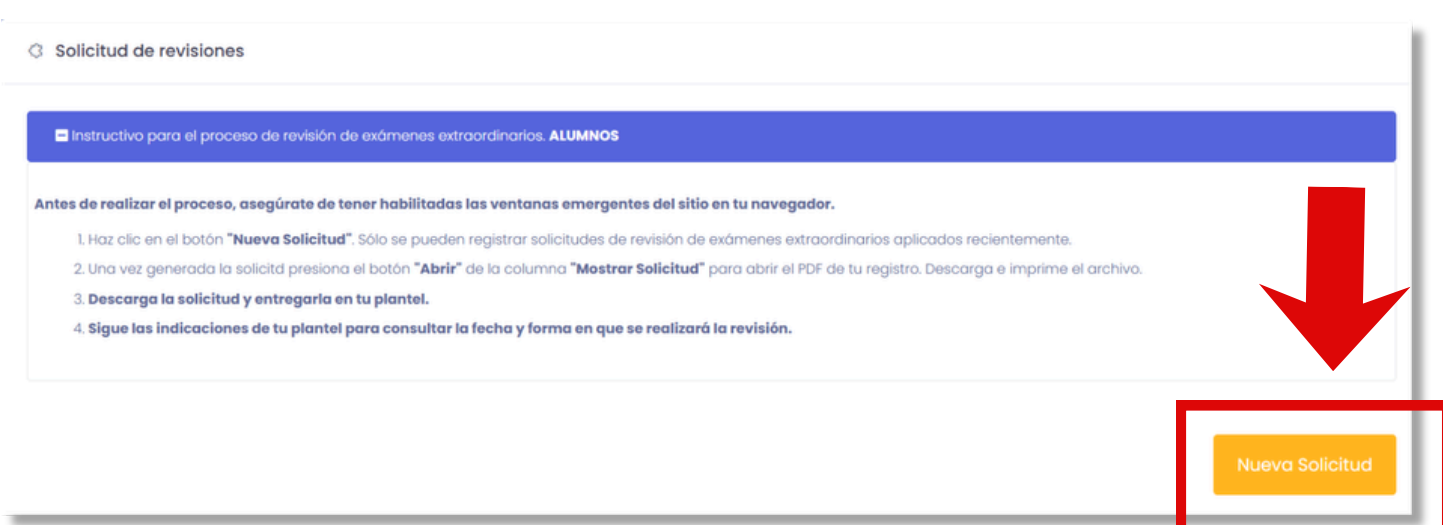 Solicitud de revisiones
Instructivo para el proceso de revisión de exámenes extraordinarios. ALUMNOS
Antes de realizar el proceso, asegúrate de tener habilitadas las ventanas emergentes del sitio en tu navegador.
1. Haz clic en el botón "Nueva Solicitud". Sólo se pueden registrar solicitudes de revisión de exámenes extraordinarios aplicados recientemente.
2. Una vez generada la solicitd presiona el botón "Abrir" de la columna "Mostrar Solicitud" para abrir el PDF de tu registro. Descarga e imprime el archivo.
3. Descarga la solicitud y entregarla en tu plantel.
4. Sigue las indicaciones de tu plantel para consultar la fecha y forma en que se realizará la revisión.
Nueva Solicitud